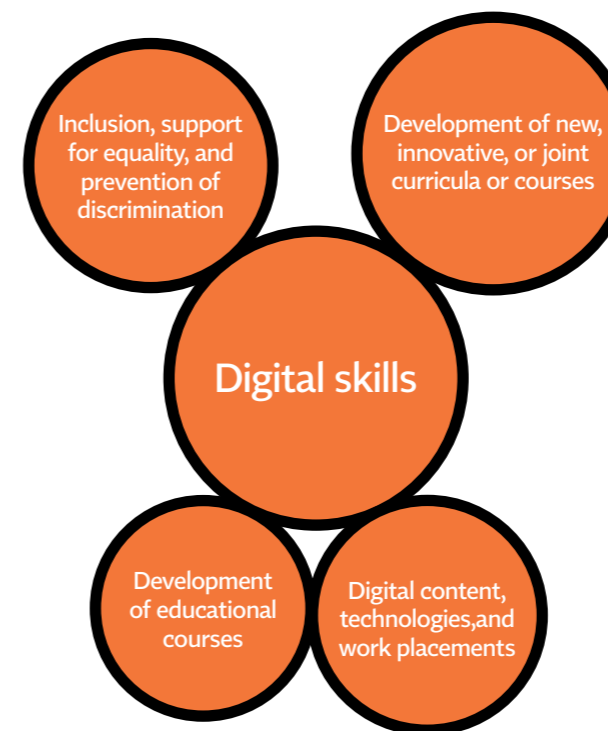 Inclusion, support
for equality, and
prevention of
discrimination
Development of new,
innovative, or joint
curricula or courses
Digital skills
Development
of educational
courses
Digital content,
technologies,and
work placements